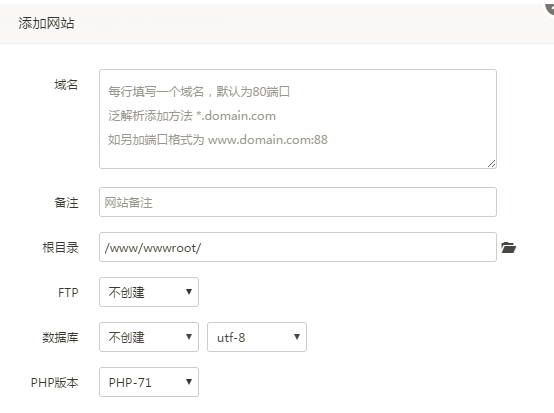 添加网站
域名
每行填写一个域名，默认为80端口
泛解析添加方法 *.domain.com
如另加端口格式为 www.domain.com:88
备注 网站备注
根目录 /www/wwwroot/
FTP 不创建
数据库 不创建 utf-8
PHP版本 PHP-71